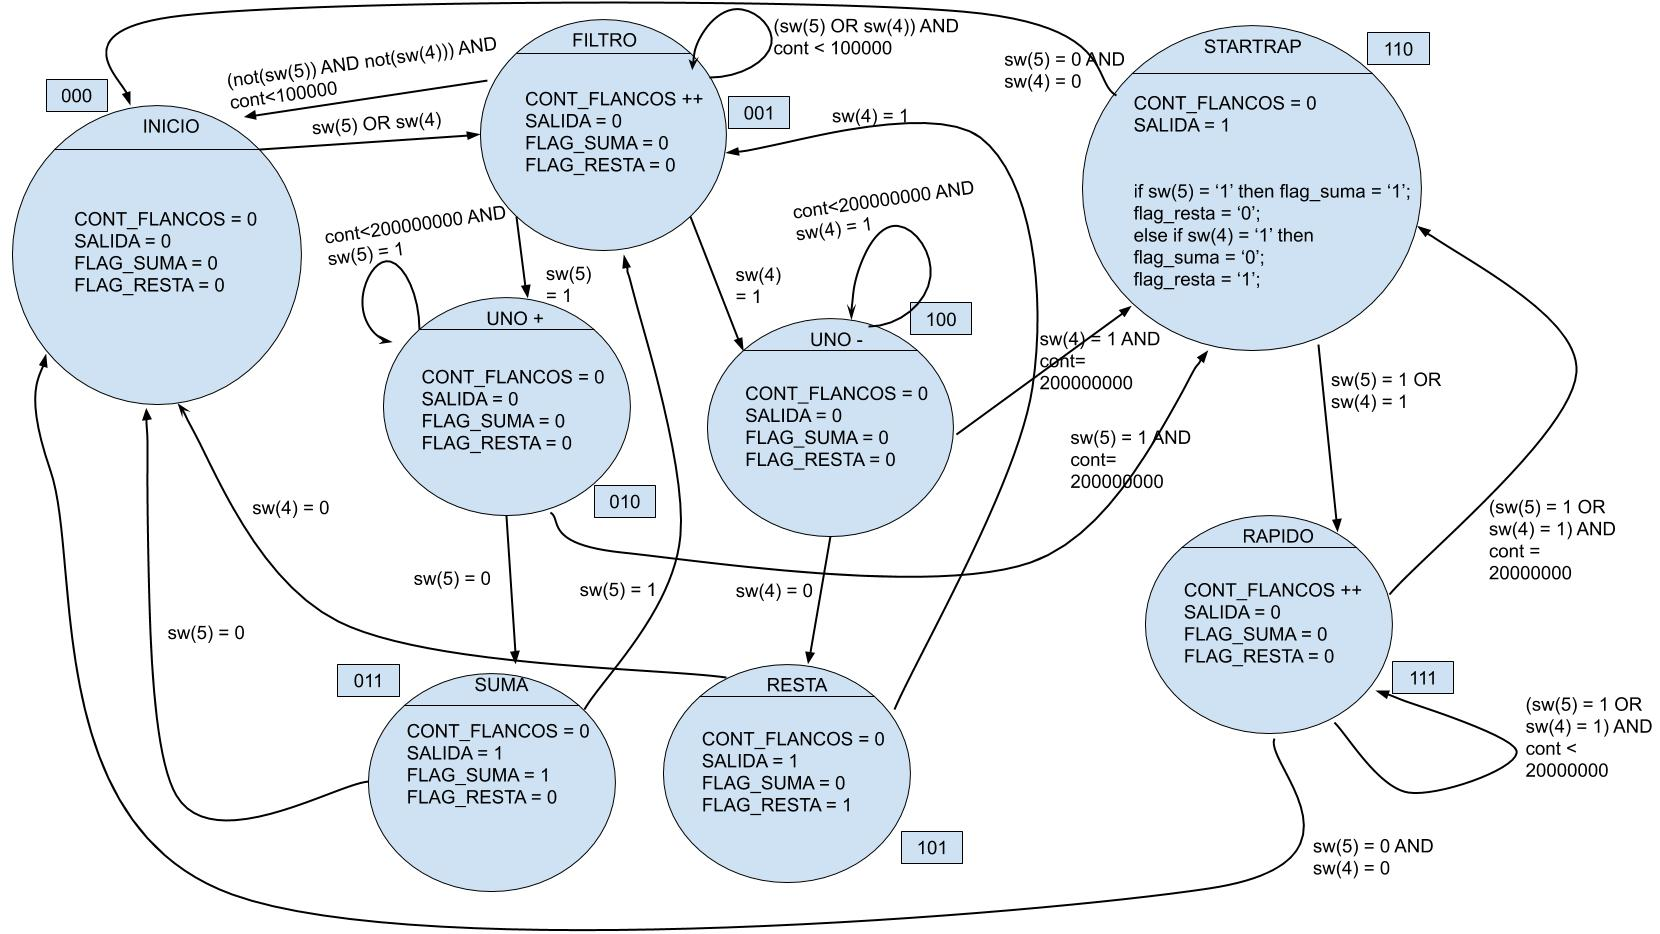 000
INICIO
CONT_FLANCOS = 0
SALIDA = 0
FLAG_SUMA = 0
FLAG_RESTA = 0
(not(sw(5)) AND not(sw(4))) AND
cont<100000
sw(5) OR sw(4)
FILTRO
CONT_FLANCOS ++
SALIDA = 0
FLAG_SUMA = 0
FLAG_RESTA = 0
001
(sw(5) OR sw(4)) AND
cont < 100000
sw(4) = 1
sw(5) = 0 AND
sw(4) = 0
STARTRAP
110
CONT_FLANCOS = 0
SALIDA = 1
if sw(5) = ‘1’ then flag_suma = ‘1’;
flag_resta = ‘0’;
else if sw(4) = ‘1’ then
flag_suma = ‘0’;
flag_resta = ‘1’;
cont<200000000 AND
sw(5) = 1
sw(5)
= 1
sw(4)
= 1
cont<200000000 AND
sw(4) = 1
UNO +
CONT_FLANCOS = 0
SALIDA = 0
FLAG_SUMA = 0
FLAG_RESTA = 0
010
UNO -
100
CONT_FLANCOS = 0
SALIDA = 0
FLAG_SUMA = 0
FLAG_RESTA = 0
sw(4) = 1 AND
cont=
200000000
sw(5) = 1 AND
cont=
200000000
sw(5) = 1 OR
sw(4) = 1
sw(4) = 0
sw(5) = 0
sw(5) = 0
sw(5) = 1
sw(4) = 0
RAPIDO
CONT_FLANCOS ++
SALIDA = 0
FLAG_SUMA = 0
FLAG_RESTA = 0
111
(sw(5) = 1 OR
sw(4) = 1) AND
cont =
20000000
(sw(5) = 1 OR
sw(4) = 1) AND
cont <
20000000
011
SUMA
CONT_FLANCOS = 0
SALIDA = 1
FLAG_SUMA = 1
FLAG_RESTA = 0
RESTA
CONT_FLANCOS = 0
SALIDA = 1
FLAG_SUMA = 0
FLAG_RESTA = 1
101
sw(5) = 0 AND
sw(4) = 0